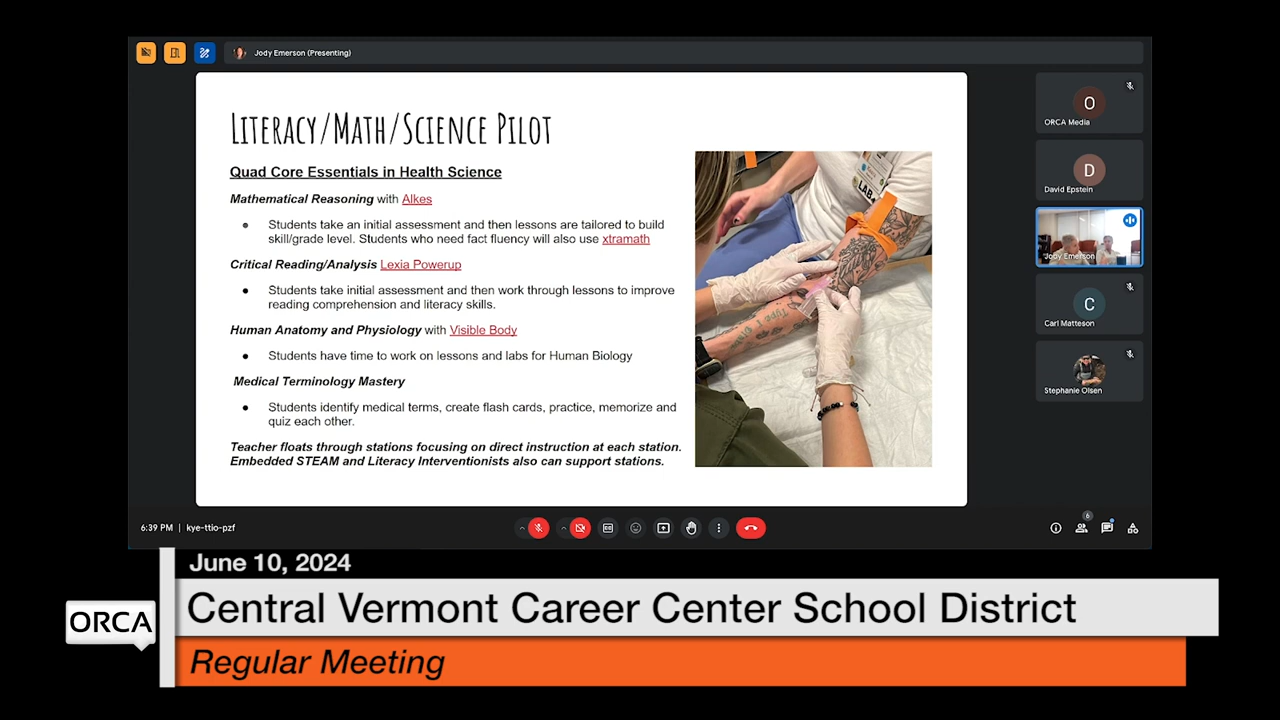 Jody Emerson (Presenting)
LITERACY/MATH/SCIENCE PILOT
Quad Core Essentials in Health Science
Mathematical Reasoning with Alkes
Students take an initial assessment and then lessons are tailored to build
skill/grade level. Students who need fact fluency will also use xtramath
Critical Reading/Analysis Lexia Powerup
Students take initial assessment and then work through lessons to improve
reading comprehension and literacy skills.
Human Anatomy and Physiology with Visible Body
Students have time to work on lessons and labs for Human Biology
Medical Terminology Mastery
Students identify medical terms, create flash cards, practice, memorize and
quiz each other.
Teacher floats through stations focusing on direct instruction at each station.
Embedded STEAM and Literacy Interventionists also can support stations.
LAB
O
ORCA Media
D
David Epstein
Jody Emerson
C
Carl Matteson
Stephanie Olsen
6:39 PM | kye-ttio-pzf
6
June 10, 2024
ORCA
Central Vermont Career Center School District
Regular Meeting